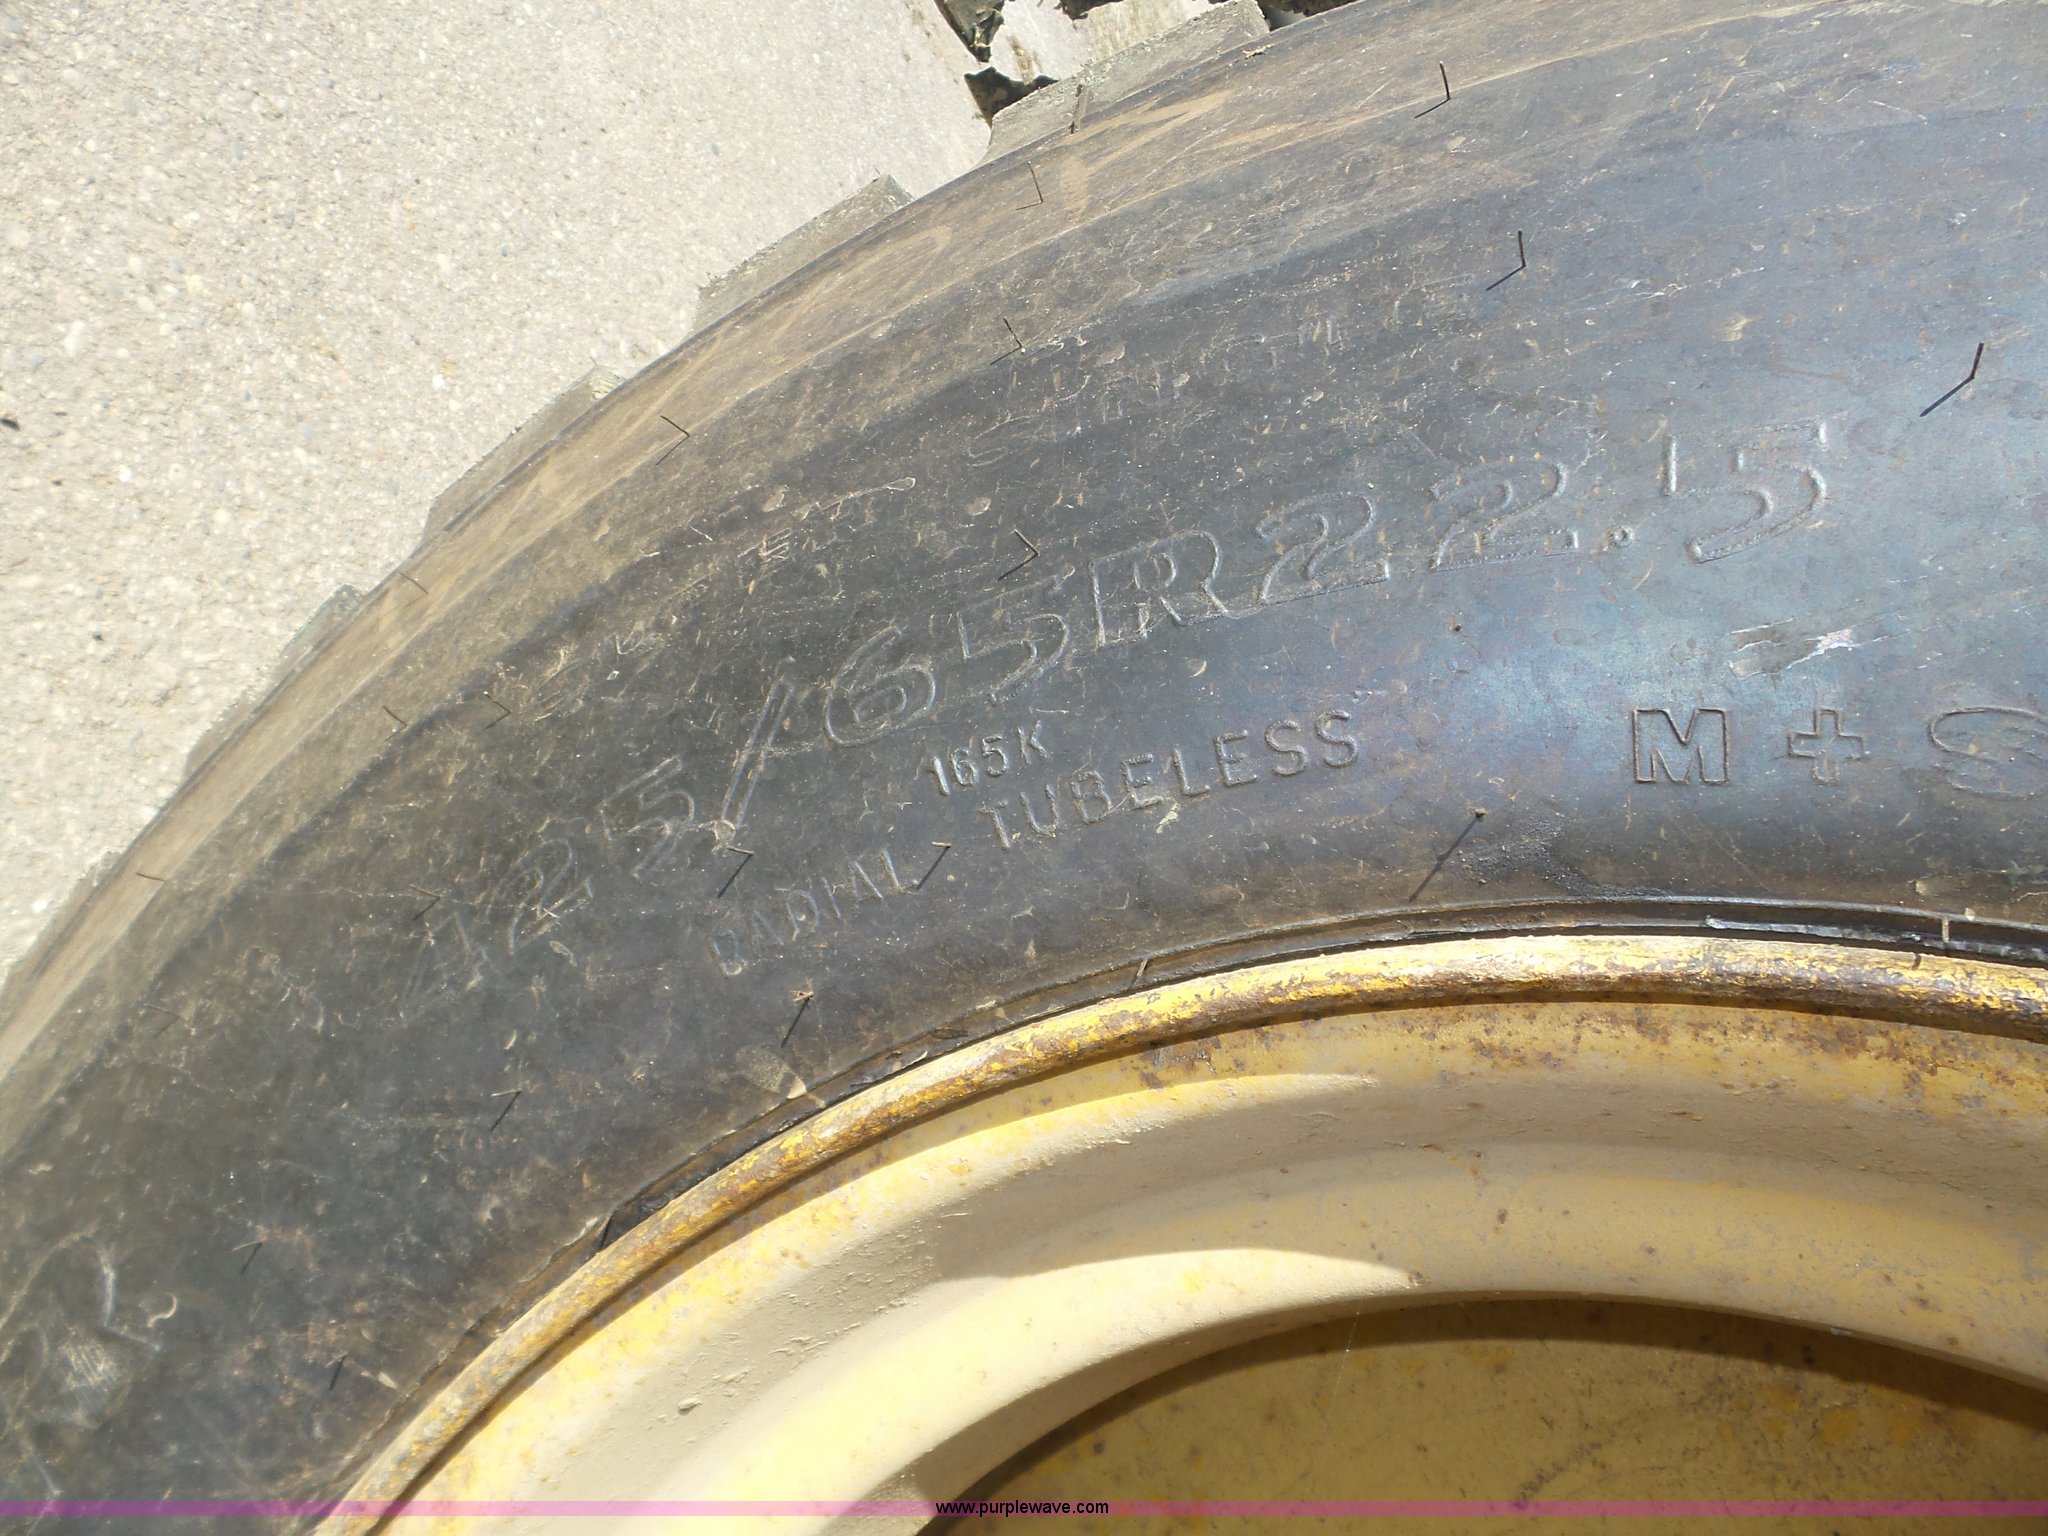 425/65R22.5
165K
RADIAL TUBELESS
M + S
www.purplewave.com